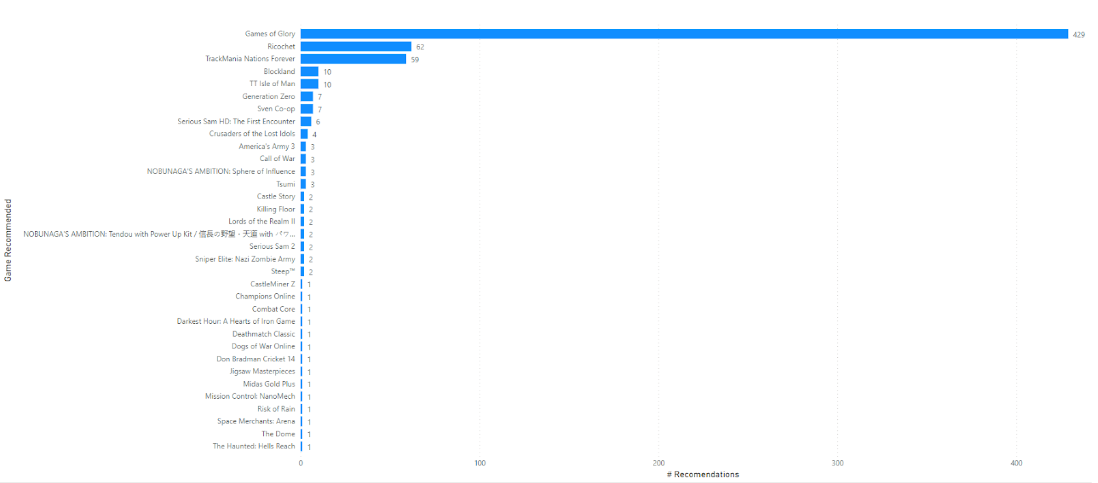 Games of Glory 429
Ricochet 62
TrackMania Nations Forever 59
Blockland 10
TT Isle of Man 10
Generation Zero 7
Sven Co-op 7
Serious Sam HD: The First Encounter 6
Crusaders of the Lost Idols 4
America's Army 3 3
Call of War 3
NOBUNAGA'S AMBITION: Sphere of Influence 3
Tsumi 3
Castle Story 2
Killing Floor 2
Lords of the Realm II 2
NOBUNAGA'S AMBITION: Tendou with Power Up Kit / 信長の野望・天道 with パワ... 2
Serious Sam 2 2
Sniper Elite: Nazi Zombie Army 2
Steep™ 2
CastleMiner Z 1
Champions Online 1
Combat Core 1
Darkest Hour: A Hearts of Iron Game 1
Deathmatch Classic 1
Dogs of War Online 1
Don Bradman Cricket 14 1
Jigsaw Masterpieces 1
Midas Gold Plus 1
Mission Control: NanoMech 1
Risk of Rain 1
Space Merchants: Arena 1
The Dome 1
The Haunted: Hells Reach 1
Game Recommended
0 100 200 300 400
# Recomendations